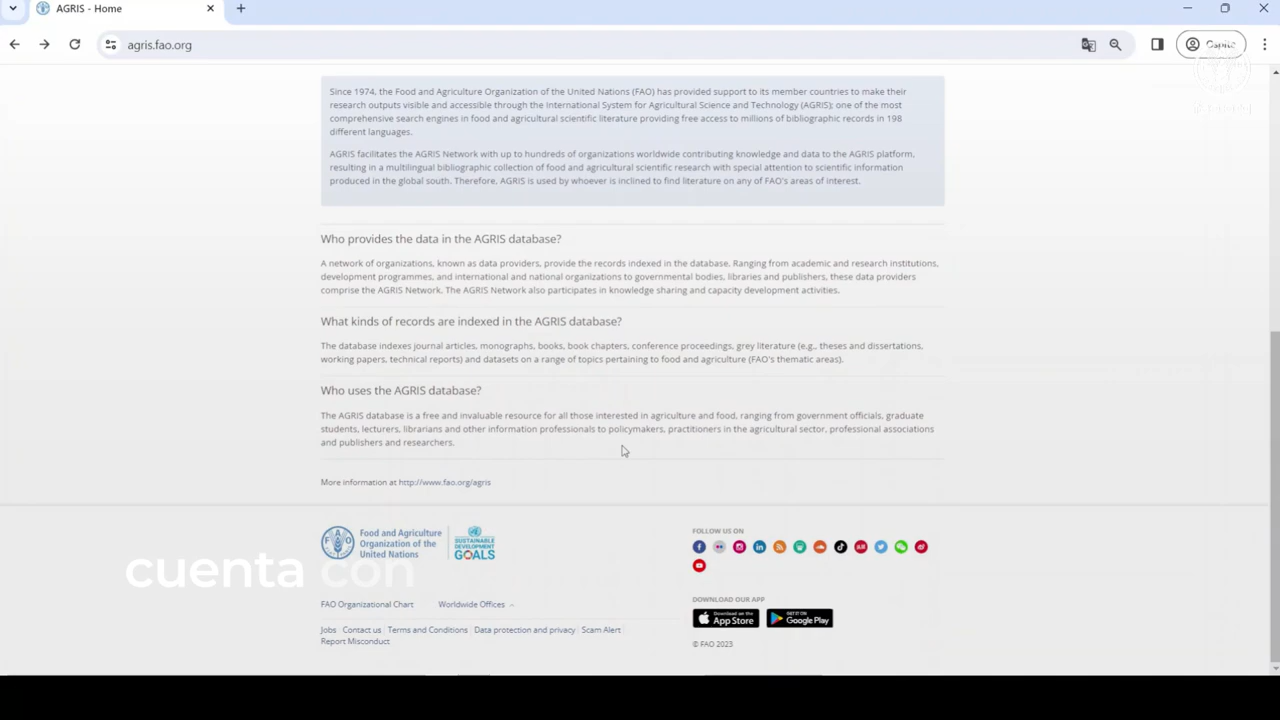 AGRIS - Home
agris.fao.org
Since 1974, the Food and Agriculture Organization of the United Nations (FAO) has provided support to its member countries to make their
research outputs visible and accessible through the International System for Agricultural Science and Technology (AGRIS); one of the most
comprehensive search engines in food and agricultural scientific literature providing free access to millions of bibliographic records in 198
different languages.
AGRIS facilitates the AGRIS Network with up to hundreds of organizations worldwide contributing knowledge and data to the AGRIS platform,
resulting in a multilingual bibliographic collection of food and agricultural scientific research with special attention to scientific information
produced in the global south. Therefore, AGRIS is used by whoever is inclined to find literature on any of FAO's areas of interest.
Who provides the data in the AGRIS database?
A network of organizations, known as data providers, provide the records indexed in the database. Ranging from academic and research institutions,
development programmes, and international and national organizations to governmental bodies, libraries and publishers, these data providers
comprise the AGRIS Network. The AGRIS Network also participates in knowledge sharing and capacity development activities.
What kinds of records are indexed in the AGRIS database?
The database indexes journal articles, monographs, books, book chapters, conference proceedings, grey literature (e.g., theses and dissertations,
working papers, technical reports) and datasets on a range of topics pertaining to food and agriculture (FAO's thematic areas).
Who uses the AGRIS database?
The AGRIS database is a free and invaluable resource for all those interested in agriculture and food, ranging from government officials, graduate
students, lecturers, librarians and other information professionals to policymakers, practitioners in the agricultural sector, professional associations
and publishers and researchers.
More information at http://www.fao.org/agris
Food and Agriculture
Organization of the
United Nations
SUSTAINABLE
DEVELOPMENT
GOALS
cuenta con
FAO Organizational Chart Worldwide Offices
Jobs Contact us Terms and Conditions Data protection and privacy Scam Alert
Report Misconduct
FOLLOW US ON
DOWNLOAD OUR APP
Download on the
App Store
GET IT ON
Google Play
© FAO 2023